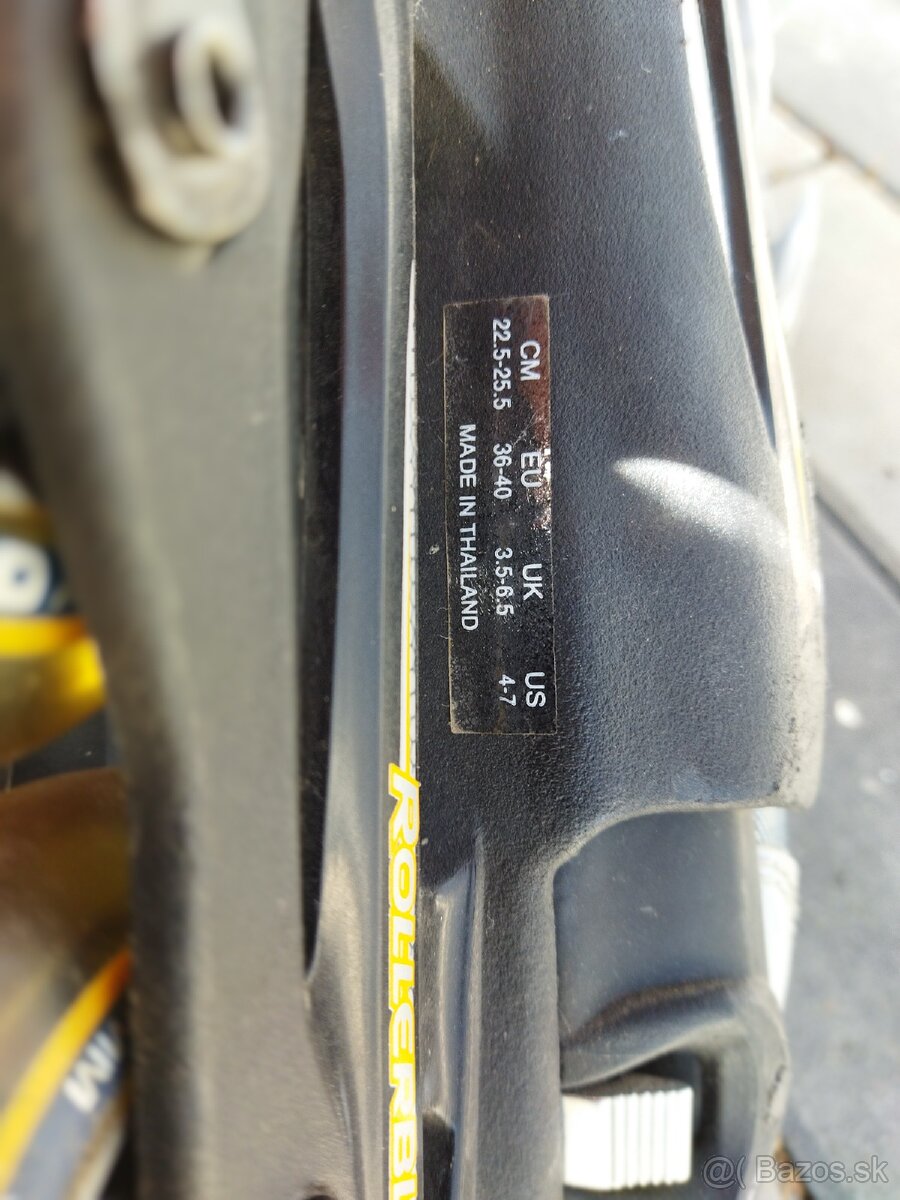 CM EU UK US
22.5-25.5 36-40 3.5-6.5 4-7
MADE IN THAILAND
ROLLERBL
@( Bazos.sk